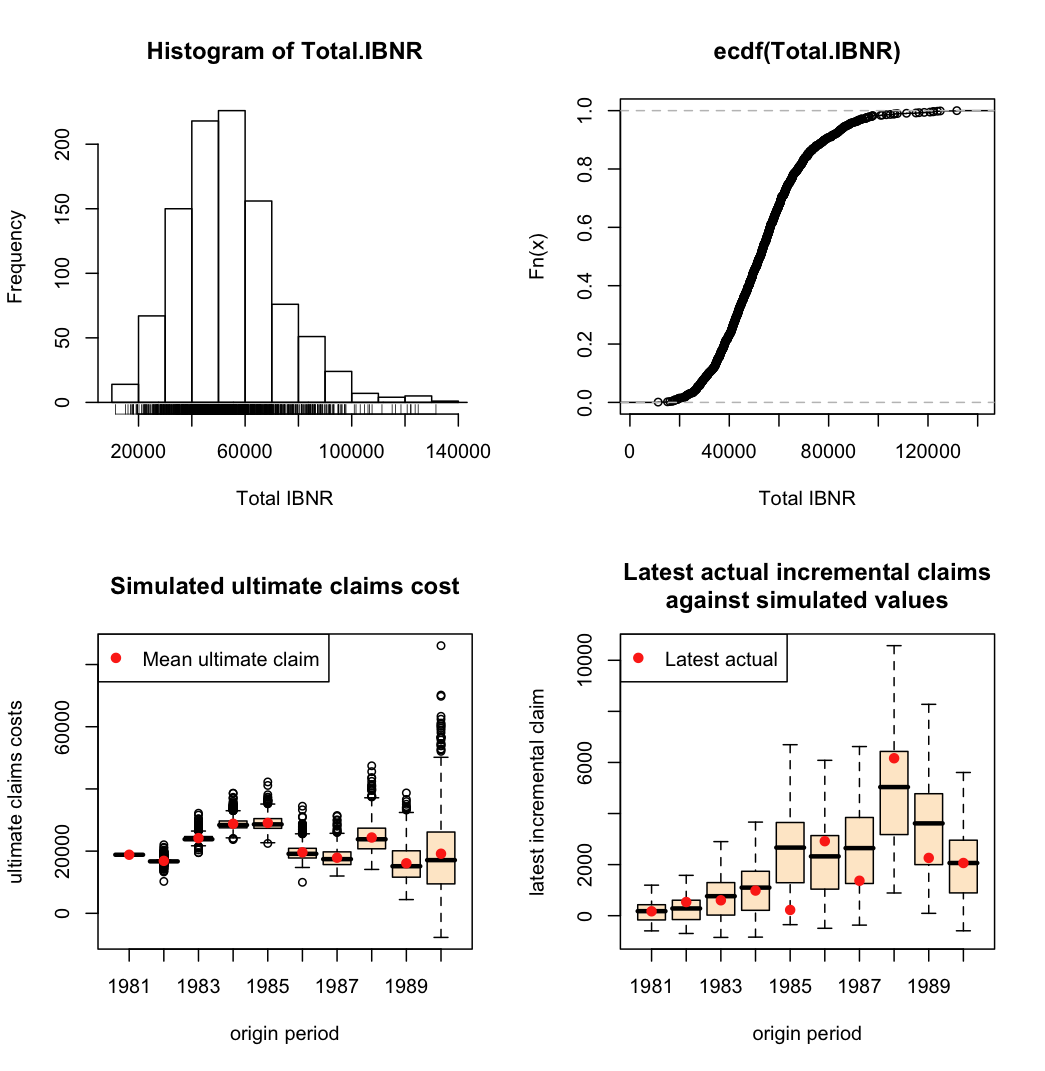 Histogram of Total.IBNR
Frequency
200
150
100
50
0
20000 60000 100000 140000
Total IBNR
ecdf(Total.IBNR)
Fn(x)
1.0
0.8
0.6
0.4
0.2
0.0
0 40000 80000 120000
Total IBNR
Simulated ultimate claims cost
Mean ultimate claim
ultimate claims costs
60000
20000
0
1981 1983 1985 1987 1989
origin period
Latest actual incremental claims
against simulated values
Latest actual
latest incremental claim
10000
6000
2000
0
1981 1983 1985 1987 1989
origin period